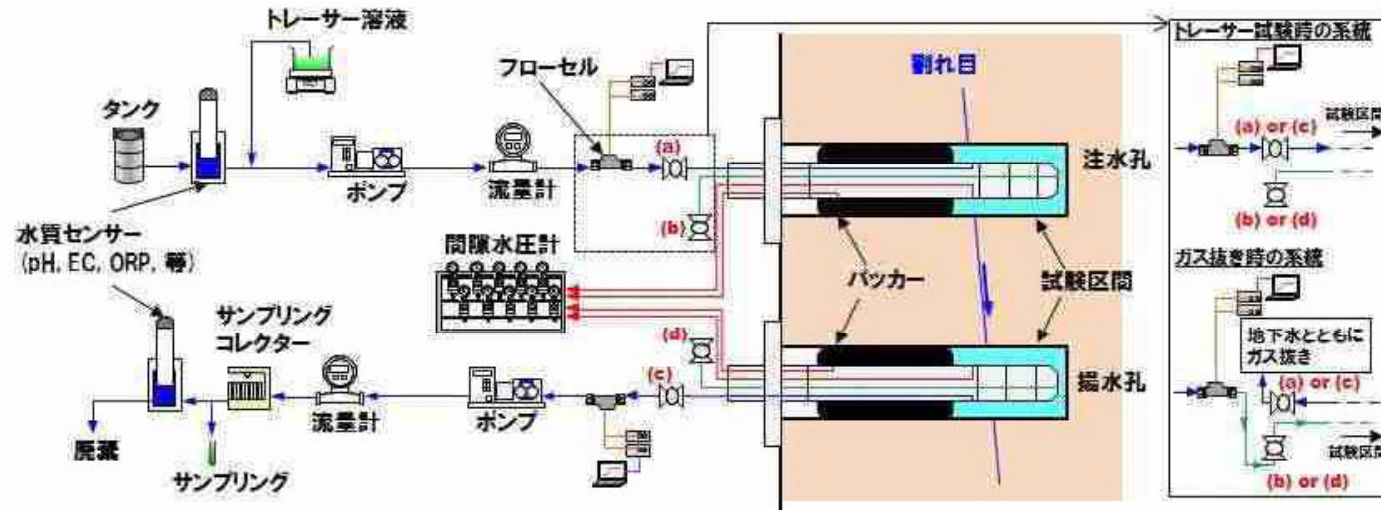 トレーサー溶液
タンク
フローセル
(a)
ポンプ
流量計
(b)
水質センサー
(pH, EC, ORP, 等)
間隙水圧計
サンプリング
コレクター
(d)
(c)
流量計
ポンプ
廃棄
サンプリング
割れ目
注水孔
パッカー
試験区間
揚水孔
トレーサー試験時の系統
試験区間
(a) or (c)
(b) or (d)
ガス抜き時の系統
地下水とともに
ガス抜き
(a) or (c)
試験区間
(b) or (d)